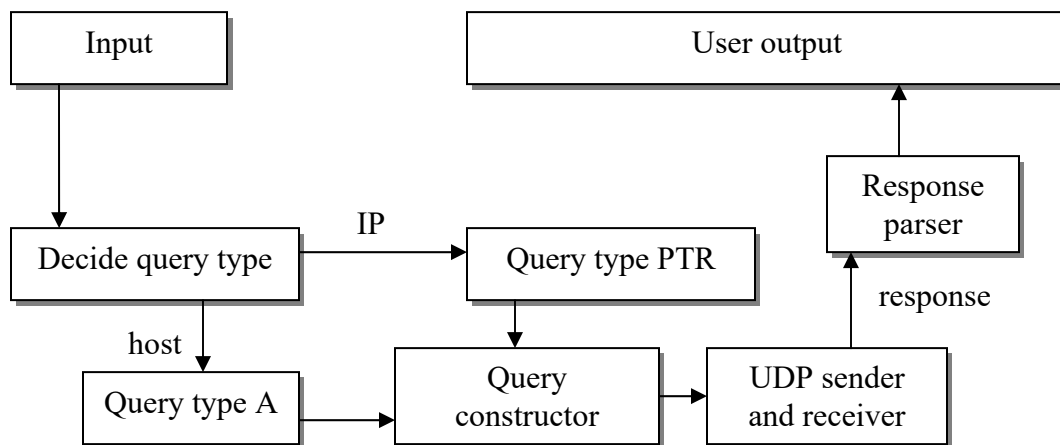 Input
User output
Response
parser
IP
Decide query type
Query type PTR
response
host
Query type A
Query
constructor
UDP sender
and receiver